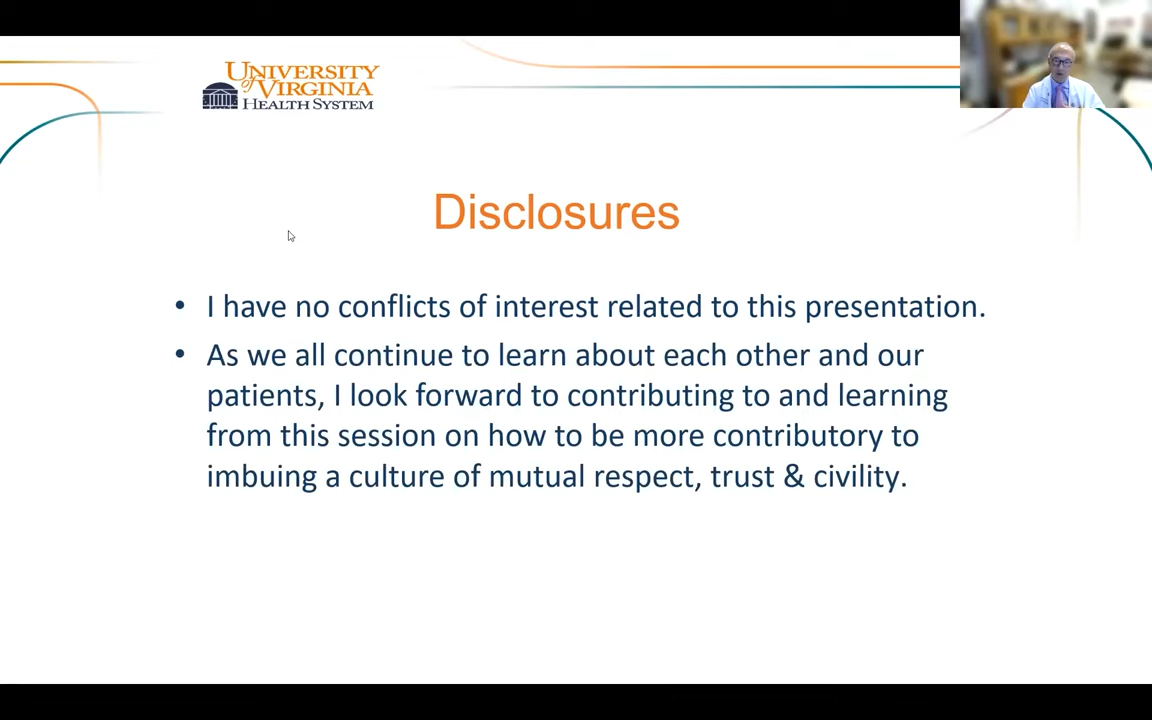 UNIVERSITY
of VIRGINIA
HEALTH SYSTEM
Disclosures
• I have no conflicts of interest related to this presentation.
• As we all continue to learn about each other and our
patients, I look forward to contributing to and learning
from this session on how to be more contributory to
imbuing a culture of mutual respect, trust & civility.